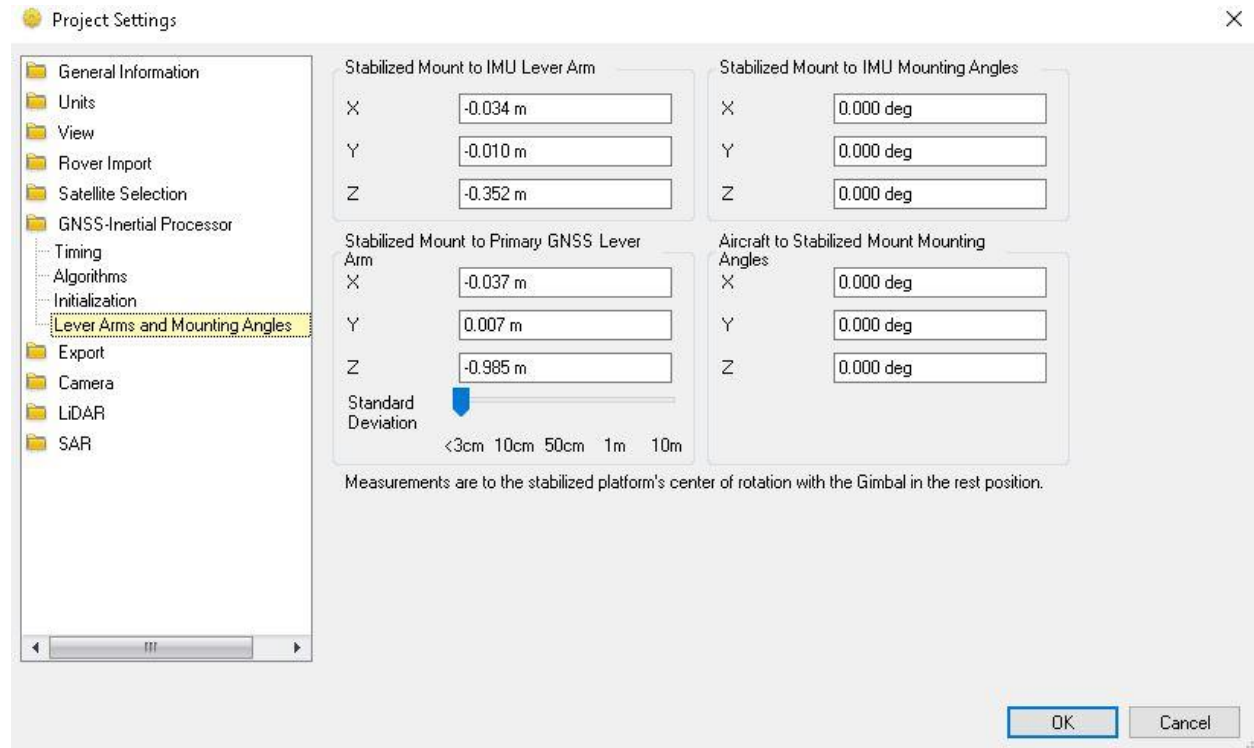 Project Settings
General Information
Units
View
Rover Import
Satellite Selection
GNSS-Inertial Processor
Timing
Algorithms
Initialization
Lever Arms and Mounting Angles
Export
Camera
LiDAR
SAR
Stabilized Mount to IMU Lever Arm
X -0.034 m
Y -0.010 m
Z -0.352 m
Stabilized Mount to IMU Mounting Angles
X 0.000 deg
Y 0.000 deg
Z 0.000 deg
Stabilized Mount to Primary GNSS Lever
Arm
X -0.037 m
Y 0.007 m
Z -0.985 m
Standard
Deviation
<3cm 10cm 50cm 1m 10m
Aircraft to Stabilized Mount Mounting
Angles
X 0.000 deg
Y 0.000 deg
Z 0.000 deg
Measurements are to the stabilized platform's center of rotation with the Gimbal in the rest position.
OK Cancel